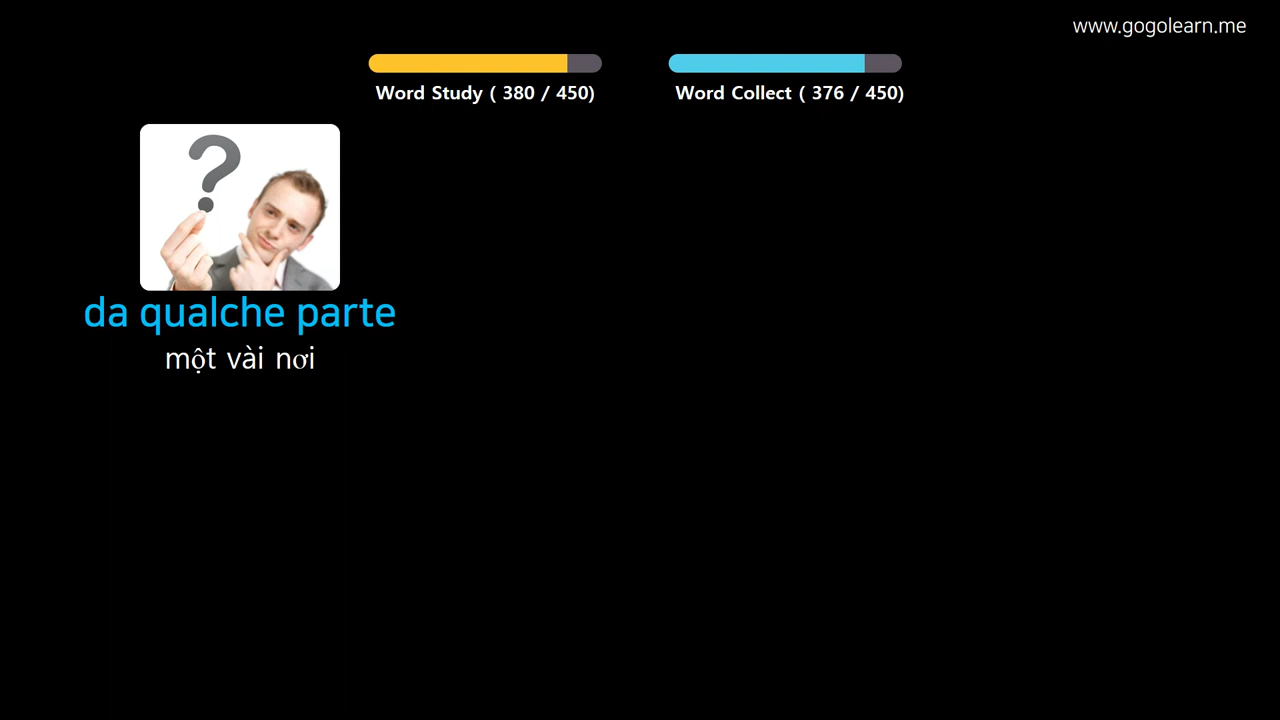 www.gogolearn.me
Word Study ( 380 / 450)
Word Collect ( 376 / 450)
?
da qualche parte
một vài nơi